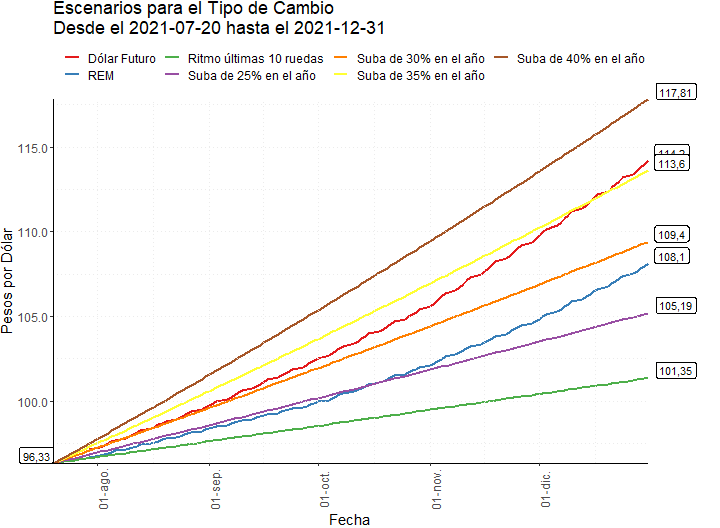 Escenarios para el Tipo de Cambio
Desde el 2021-07-20 hasta el 2021-12-31
Dólar Futuro
Ritmo últimas 10 ruedas
Suba de 30% en el año
Suba de 40% en el año
REM
Suba de 25% en el año
Suba de 35% en el año
117,81
113,6
109,4
108,1
105,19
101,35
96,33
115.0
110.0
105.0
100.0
Pesos por Dólar
01-ago.
01-sep.
01-oct.
01-nov.
01-dic.
Fecha